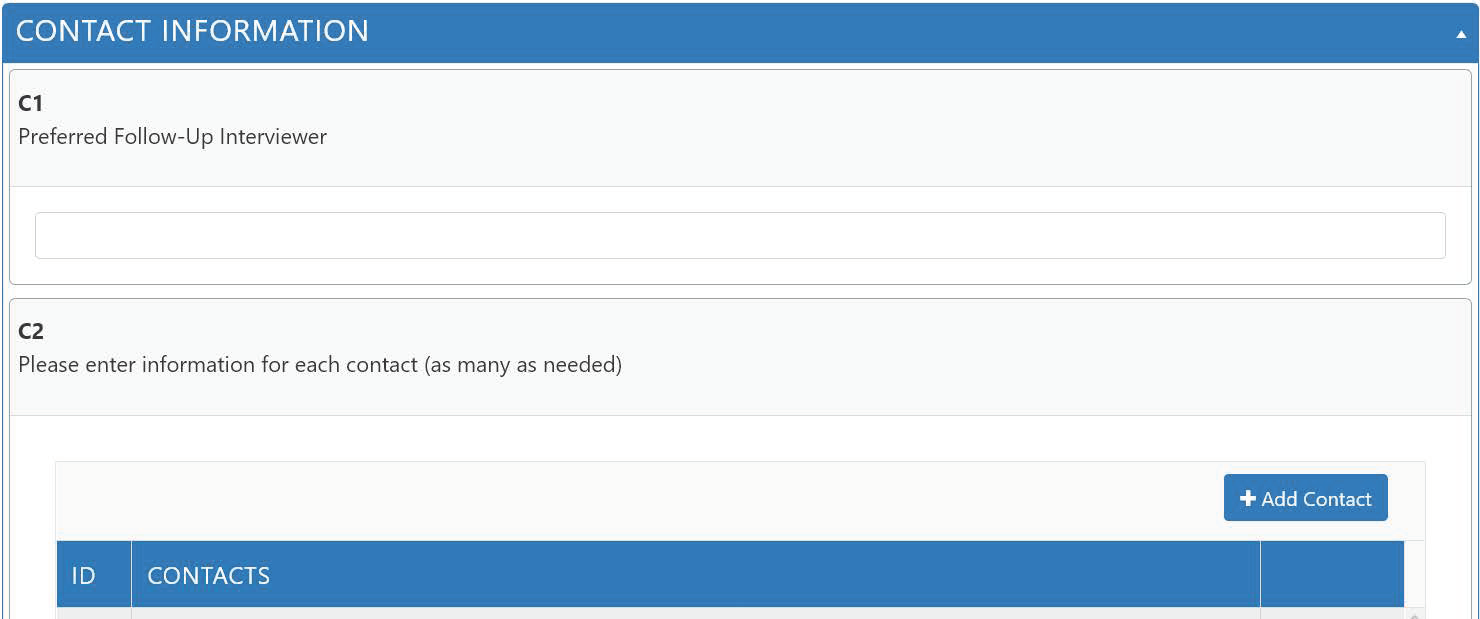 CONTACT INFORMATION
C1
Preferred Follow-Up Interviewer
C2
Please enter information for each contact (as many as needed)
Add Contact
ID CONTACTS